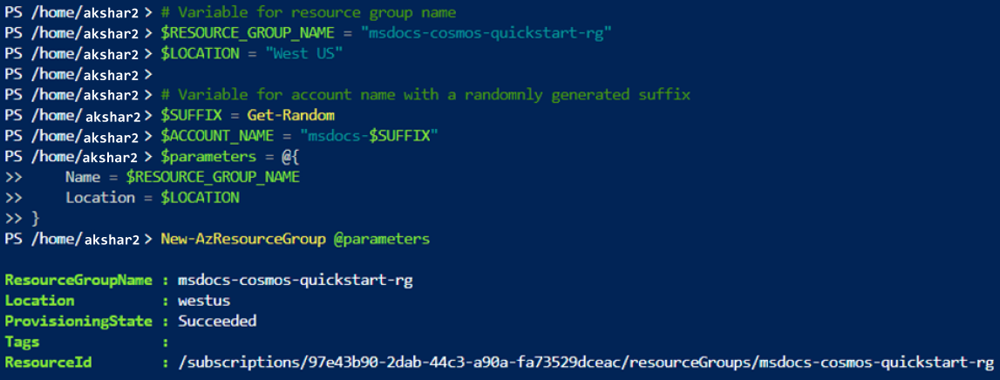 PS /home/akshar2 > # Variable for resource group name
PS /home/akshar2 > $RESOURCE_GROUP_NAME = "msdocs-cosmos-quickstart-rg"
PS /home/akshar2 > $LOCATION = "West US"
PS /home/akshar2 >
PS /home/akshar2 > # Variable for account name with a randomnly generated suffix
PS /home/akshar2 > $SUFFIX = Get-Random
PS /home/akshar2 > $ACCOUNT_NAME = "msdocs-$SUFFIX"
PS /home/akshar2 > $parameters = @{
>>     Name = $RESOURCE_GROUP_NAME
>>     Location = $LOCATION
>> }
PS /home/akshar2 > New-AzResourceGroup @parameters
ResourceGroupName : msdocs-cosmos-quickstart-rg
Location          : westus
ProvisioningState : Succeeded
Tags              :
ResourceId        : /subscriptions/97e43b90-2dab-44c3-a90a-fa73529dceac/resourceGroups/msdocs-cosmos-quickstart-rg